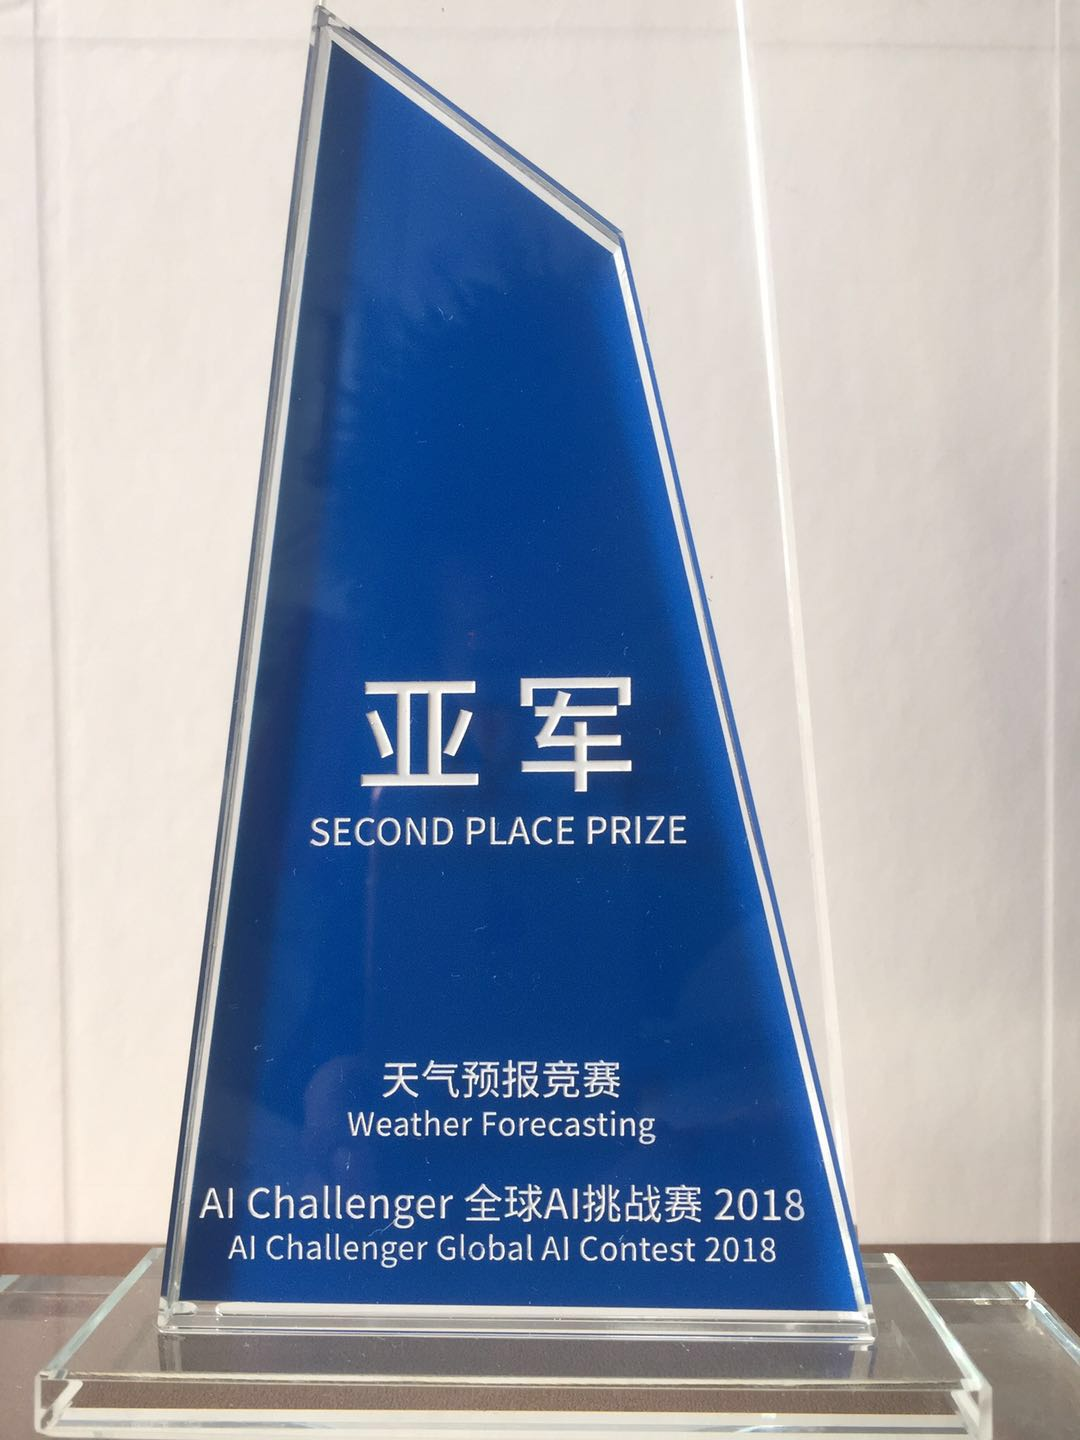 亚军
SECOND PLACE PRIZE
天气预报竞赛
Weather Forecasting
AI Challenger 全球AI挑战赛 2018
AI Challenger Global AI Contest 2018